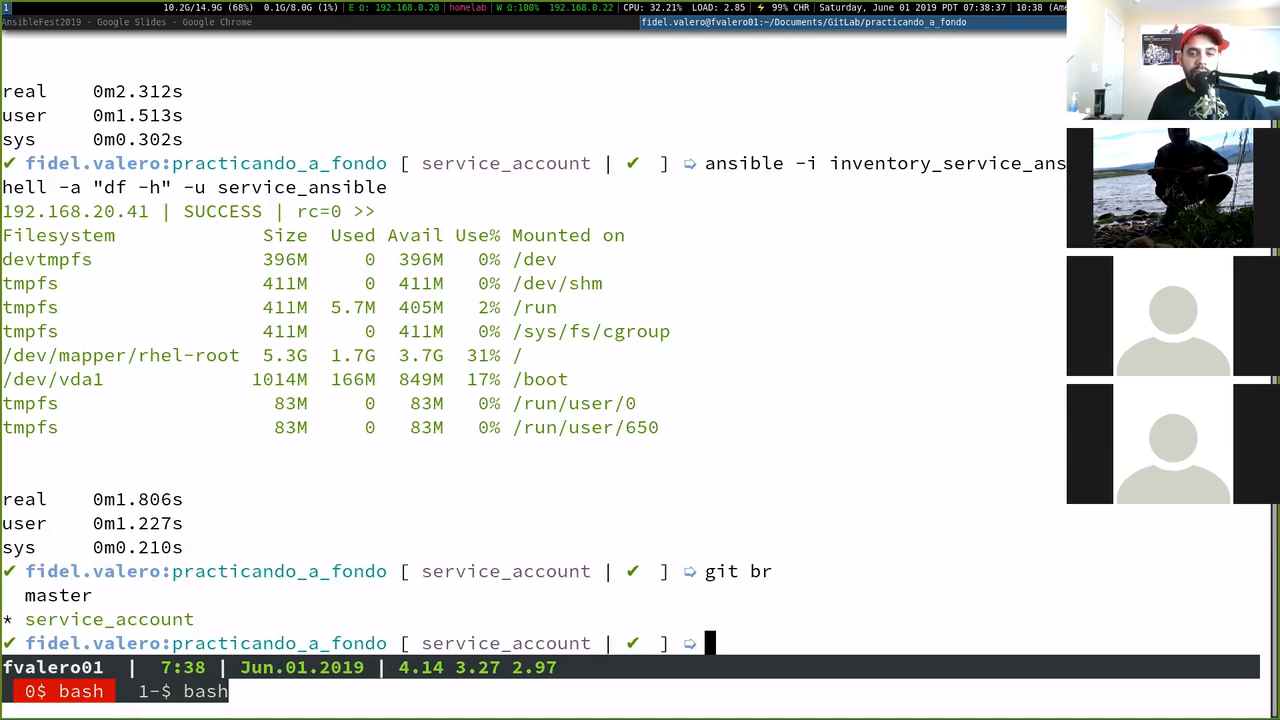 1 10.2G/14.9G (68%) 0.1G/8.0G (1%) | E Ω: 192.168.0.20 |homelab | W Ω:100% 192.168.0.22 |CPU: 32.21% LOAD: 2.85 | ⚡ 99% CHR | Saturday, June 01 2019 PDT 07:38:37 | 10:38 (Ame
AnsibleFest2019 - Google Slides - Google Chrome fidel.valero@fvalero01:~/Documents/GitLab/practicando_a_fondo
real 0m2.312s
user 0m1.513s
sys 0m0.302s
✔ fidel.valero:practicando_a_fondo [ service_account | ✔ ] ➯ ansible -i inventory_service_ans
hell -a "df -h" -u service_ansible
192.168.20.41 | SUCCESS | rc=0 >>
Filesystem Size Used Avail Use% Mounted on
devtmpfs 396M 0 396M 0% /dev
tmpfs 411M 0 411M 0% /dev/shm
tmpfs 411M 5.7M 405M 2% /run
tmpfs 411M 0 411M 0% /sys/fs/cgroup
/dev/mapper/rhel-root 5.3G 1.7G 3.7G 31% /
/dev/vda1 1014M 166M 849M 17% /boot
tmpfs 83M 0 83M 0% /run/user/0
tmpfs 83M 0 83M 0% /run/user/650
real 0m1.806s
user 0m1.227s
sys 0m0.210s
✔ fidel.valero:practicando_a_fondo [ service_account | ✔ ] ➯ git br
master
* service_account
✔ fidel.valero:practicando_a_fondo [ service_account | ✔ ] ➯
fvalero01 | 7:38 | Jun.01.2019 | 4.14 3.27 2.97
0$ bash 1-$ bash